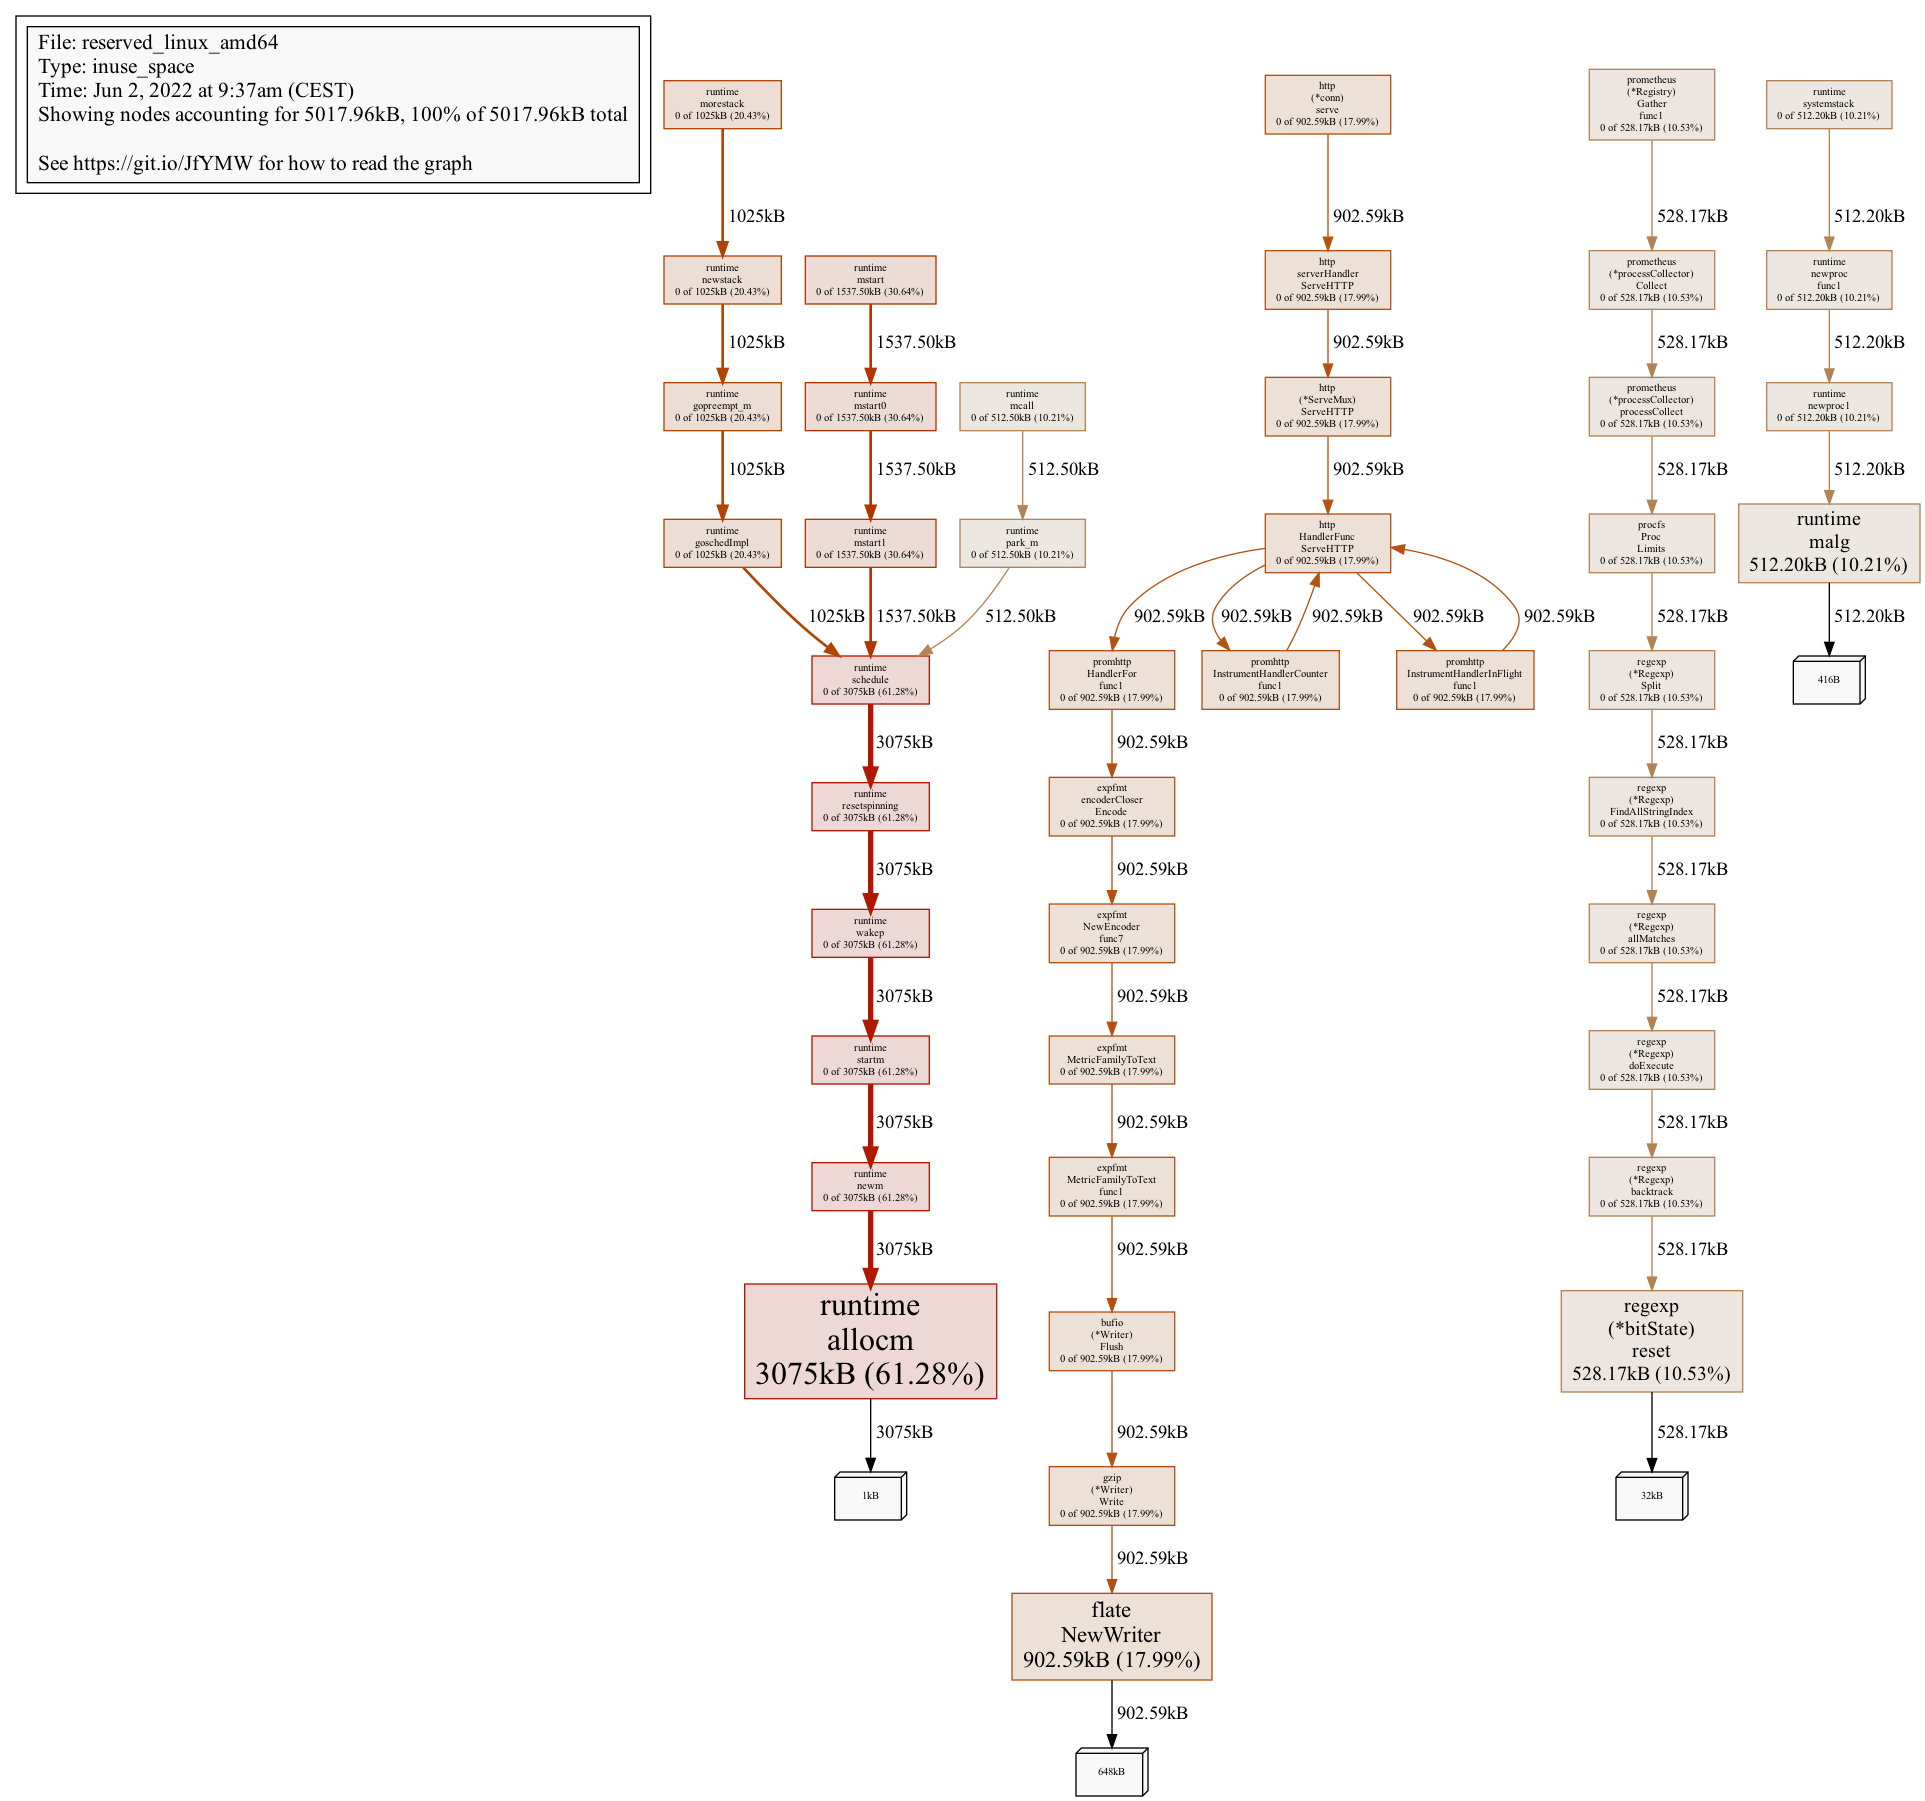 File: reserved_linux_amd64
Type: inuse_space
Time: Jun 2, 2022 at 9:37am (CEST)
Showing nodes accounting for 5017.96kB, 100% of 5017.96kB total
See https://git.io/JfYMW for how to read the graph
runtime
morestack
0 of 1025kB (20.43%)
1025kB
runtime
newstack
0 of 1025kB (20.43%)
1025kB
runtime
gopreempt_m
0 of 1025kB (20.43%)
1025kB
runtime
goschedImpl
0 of 1025kB (20.43%)
1025kB
runtime
mstart
0 of 1537.50kB (30.64%)
1537.50kB
runtime
mstart0
0 of 1537.50kB (30.64%)
1537.50kB
runtime
mstart1
0 of 1537.50kB (30.64%)
1537.50kB
runtime
mcall
0 of 512.50kB (10.21%)
512.50kB
runtime
park_m
0 of 512.50kB (10.21%)
512.50kB
runtime
schedule
0 of 3075kB (61.28%)
3075kB
runtime
resetspinning
0 of 3075kB (61.28%)
3075kB
runtime
wakep
0 of 3075kB (61.28%)
3075kB
runtime
startm
0 of 3075kB (61.28%)
3075kB
runtime
newm
0 of 3075kB (61.28%)
3075kB
runtime
allocm
3075kB (61.28%)
3075kB
1kB
http
(*conn)
serve
0 of 902.59kB (17.99%)
902.59kB
http
serverHandler
ServeHTTP
0 of 902.59kB (17.99%)
902.59kB
http
(*ServeMux)
ServeHTTP
0 of 902.59kB (17.99%)
902.59kB
http
HandlerFunc
ServeHTTP
0 of 902.59kB (17.99%)
902.59kB
902.59kB
902.59kB
902.59kB
902.59kB
promhttp
HandlerFor
func1
0 of 902.59kB (17.99%)
promhttp
InstrumentHandlerCounter
func1
0 of 902.59kB (17.99%)
promhttp
InstrumentHandlerInFlight
func1
0 of 902.59kB (17.99%)
902.59kB
expfmt
encoderCloser
Encode
0 of 902.59kB (17.99%)
902.59kB
expfmt
NewEncoder
func7
0 of 902.59kB (17.99%)
902.59kB
expfmt
MetricFamilyToText
0 of 902.59kB (17.99%)
902.59kB
expfmt
MetricFamilyToText
func1
0 of 902.59kB (17.99%)
902.59kB
bufio
(*Writer)
Flush
0 of 902.59kB (17.99%)
902.59kB
gzip
(*Writer)
Write
0 of 902.59kB (17.99%)
902.59kB
flate
NewWriter
902.59kB (17.99%)
902.59kB
648kB
prometheus
(*Registry)
Gather
func1
0 of 528.17kB (10.53%)
528.17kB
prometheus
(*processCollector)
Collect
0 of 528.17kB (10.53%)
528.17kB
prometheus
(*processCollector)
processCollect
0 of 528.17kB (10.53%)
528.17kB
procfs
Proc
Limits
0 of 528.17kB (10.53%)
528.17kB
regexp
(*Regexp)
Split
0 of 528.17kB (10.53%)
528.17kB
regexp
(*Regexp)
FindAllStringIndex
0 of 528.17kB (10.53%)
528.17kB
regexp
(*Regexp)
allMatches
0 of 528.17kB (10.53%)
528.17kB
regexp
(*Regexp)
doExecute
0 of 528.17kB (10.53%)
528.17kB
regexp
(*Regexp)
backtrack
0 of 528.17kB (10.53%)
528.17kB
regexp
(*bitState)
reset
528.17kB (10.53%)
528.17kB
32kB
runtime
systemstack
0 of 512.20kB (10.21%)
512.20kB
runtime
newproc
func1
0 of 512.20kB (10.21%)
512.20kB
runtime
newproc1
0 of 512.20kB (10.21%)
512.20kB
runtime
malg
512.20kB (10.21%)
512.20kB
416B